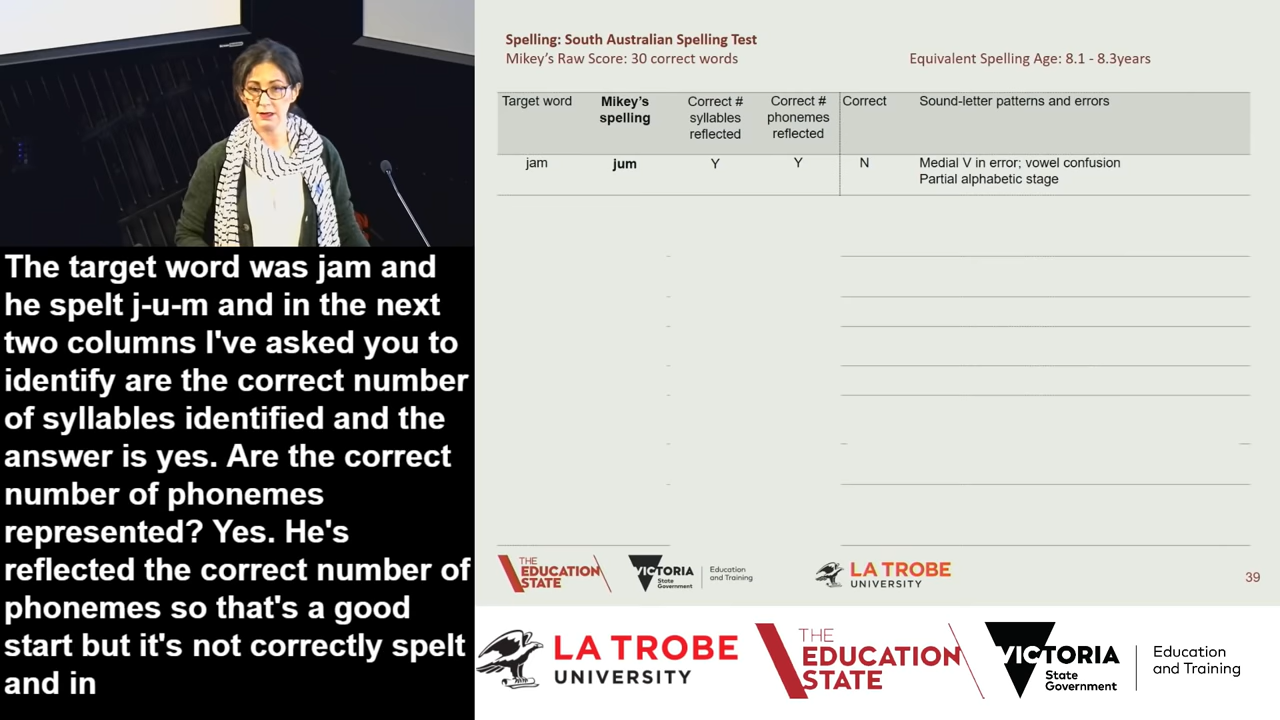 The target word was jam and
he spelt j-u-m and in the next
two columns I've asked you to
identify are the correct number
of syllables identified and the
answer is yes. Are the correct
number of phonemes
represented? Yes. He's
reflected the correct number of
phonemes so that's a good
start but it's not correctly spelt
and in
Spelling: South Australian Spelling Test
Mikey's Raw Score: 30 correct words
Equivalent Spelling Age: 8.1 - 8.3years
Target word
Mikey's
spelling
Correct #
syllables
reflected
Correct #
phonemes
reflected
Correct
Sound-letter patterns and errors
jam
jum
Y
Y
N
Medial V in error; vowel confusion
Partial alphabetic stage
THE
EDUCATION
STATE
VICTORIA
State
Government
Education
and Training
LA TROBE
UNIVERSITY
39
LA TROBE
UNIVERSITY
THE
EDUCATION
STATE
VICTORIA
State
Government
Education
and Training